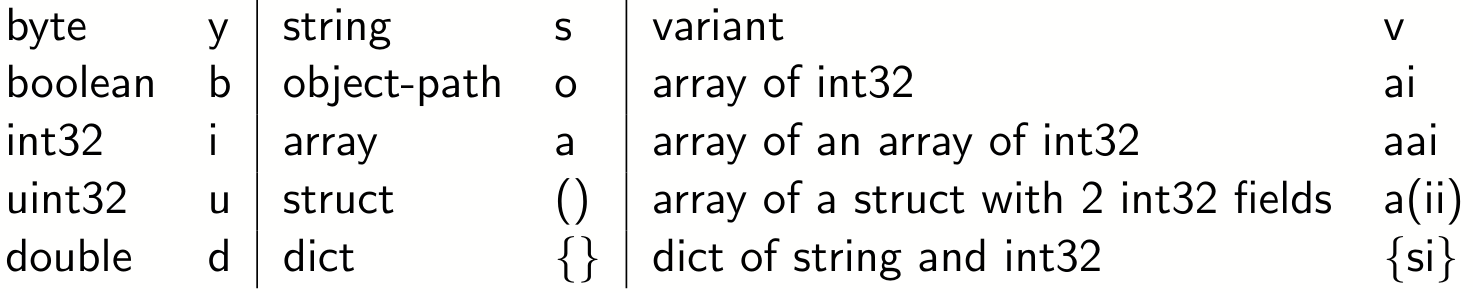 byte y string s variant v
boolean b object-path o array of int32 ai
int32 i array a array of an array of int32 aai
uint32 u struct () array of a struct with 2 int32 fields a(ii)
double d dict {} dict of string and int32 {si}